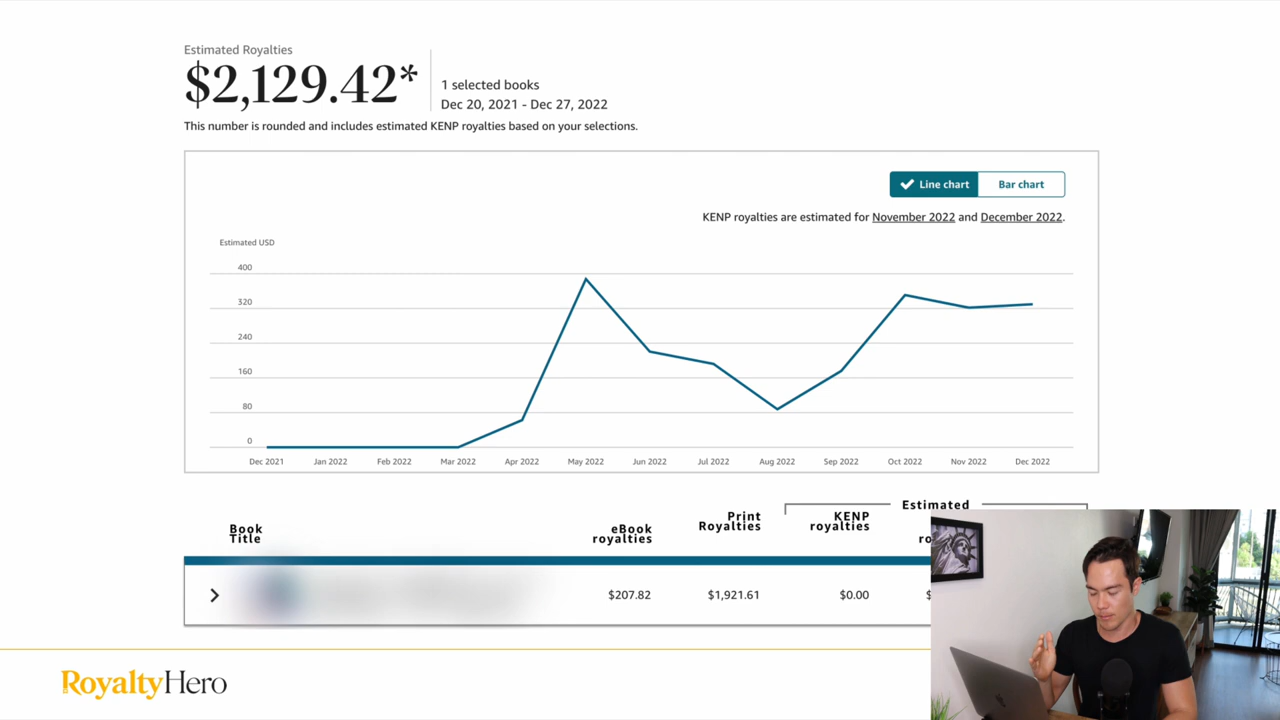 Estimated Royalties
$2,129.42*
1 selected books
Dec 20, 2021 - Dec 27, 2022
This number is rounded and includes estimated KENP royalties based on your selections.
Line chart
Bar chart
KENP royalties are estimated for November 2022 and December 2022.
Estimated USD
400
320
240
160
80
0
Dec 2021 Jan 2022 Feb 2022 Mar 2022 Apr 2022 May 2022 Jun 2022 Jul 2022 Aug 2022 Sep 2022 Oct 2022 Nov 2022 Dec 2022
Estimated
Book
Title
eBook
royalties
Print
Royalties
KENP
royalties
ro
$207.82 $1,921.61 $0.00 $
RoyaltyHero